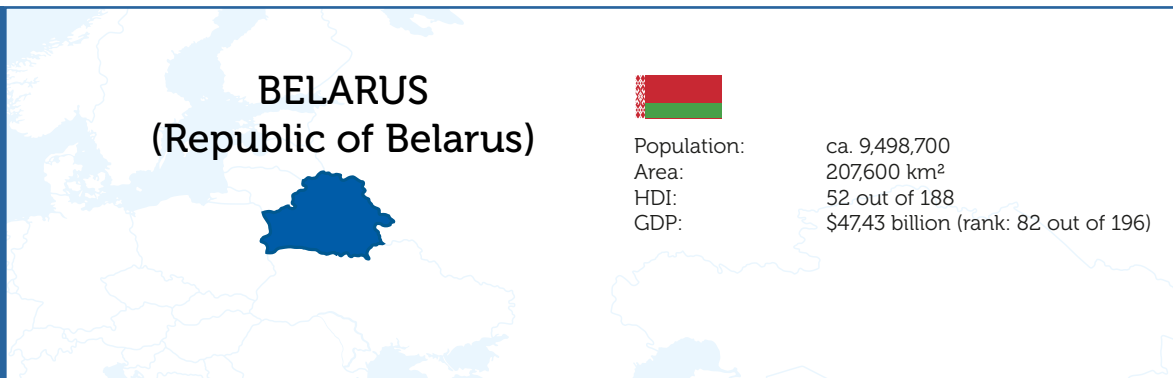 BELARUS
(Republic of Belarus)
Population: ca. 9,498,700
Area: 207,600 km²
HDI: 52 out of 188
GDP: $47,43 billion (rank: 82 out of 196)